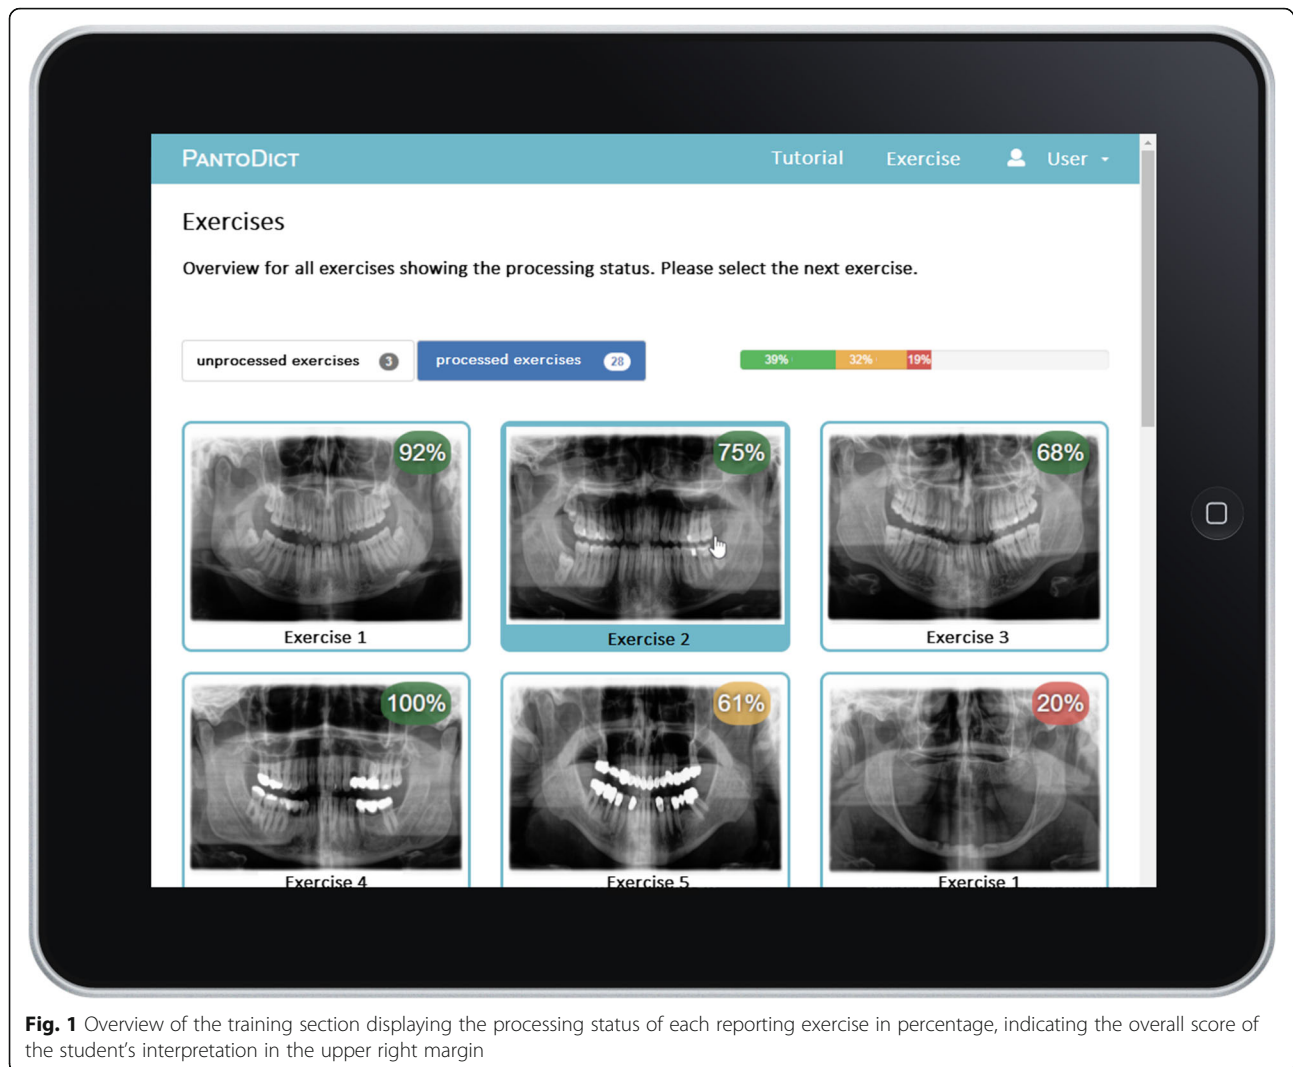 PANTODICT
Tutorial
Exercise
User
Exercises
Overview for all exercises showing the processing status. Please select the next exercise.
unprocessed exercises 3
processed exercises 28
39% 32% 19%
92%
75%
68%
Exercise 1
Exercise 2
Exercise 3
100%
61%
20%
Exercise 4
Exercise 5
Exercise 1
Fig. 1 Overview of the training section displaying the processing status of each reporting exercise in percentage, indicating the overall score of
the student's interpretation in the upper right margin